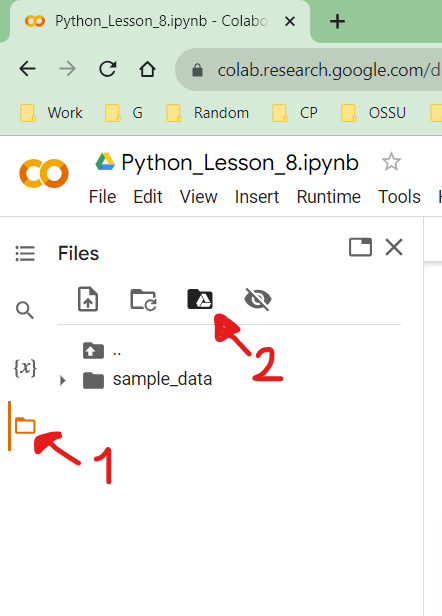 Python_Lesson_8.ipynb - Colabo
colab.research.google.com/d
Work G Random CP OSSU
Python_Lesson_8.ipynb
File Edit View Insert Runtime Tools
Files
{x}
..
sample_data
2
1